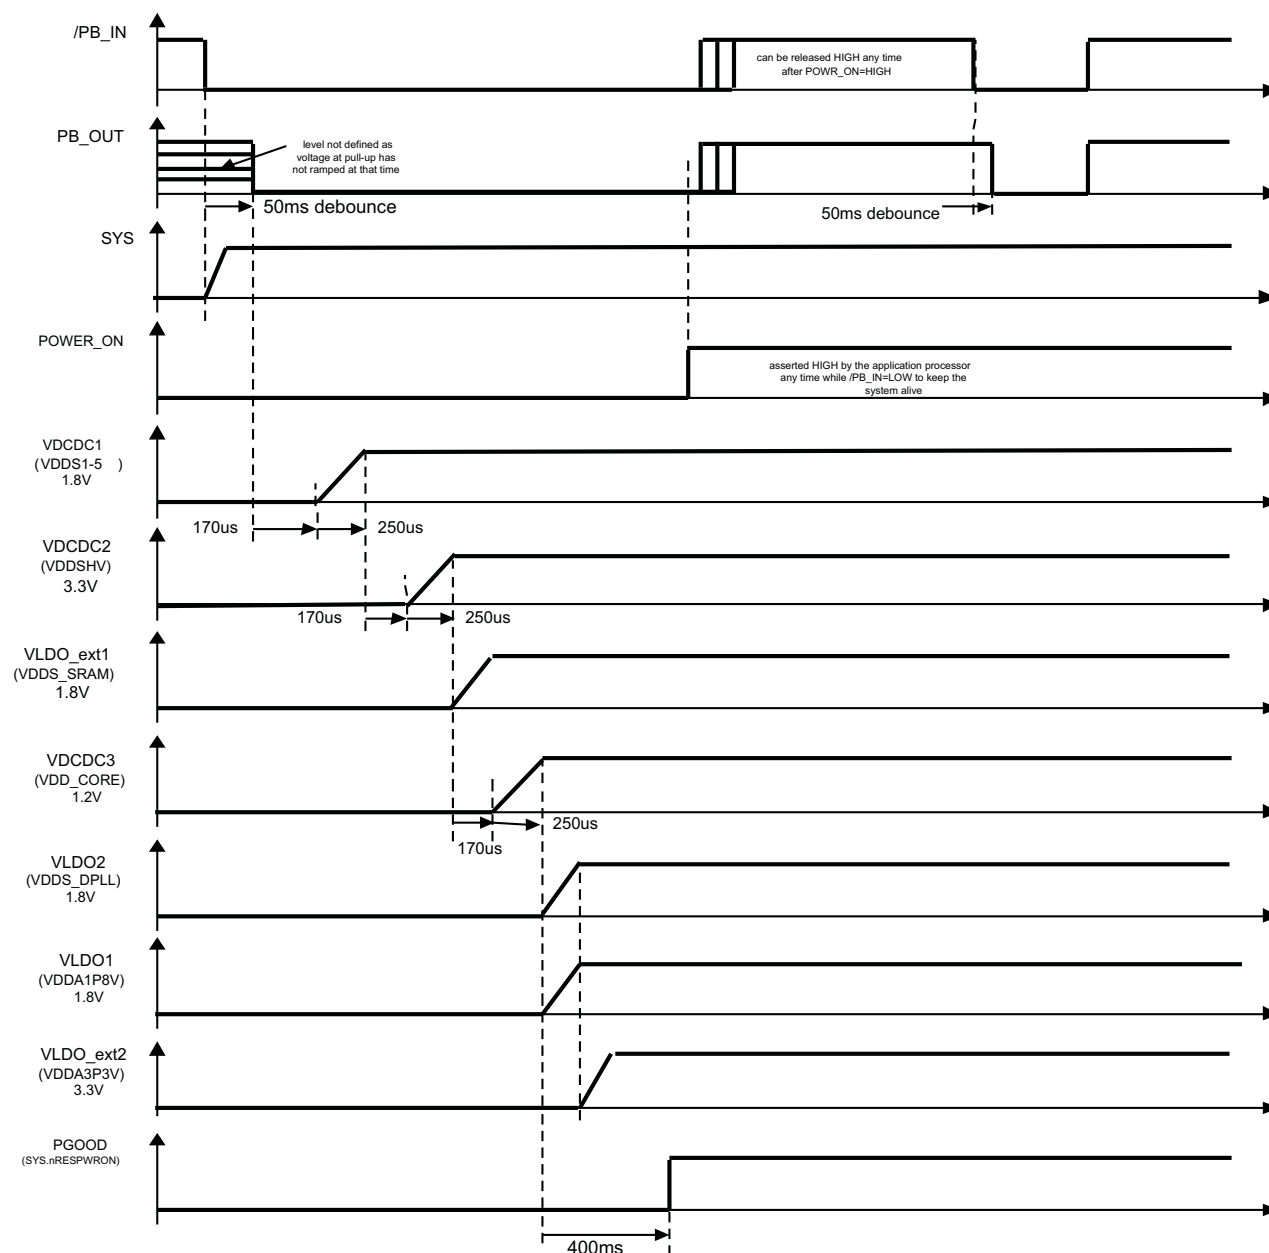 /PB_IN
can be released HIGH any time
after POWR_ON=HIGH
PB_OUT
level not defined as
voltage at pull-up has
not ramped at that time
50ms debounce
50ms debounce
SYS
POWER_ON
asserted HIGH by the application processor
any time while /PB_IN=LOW to keep the
system alive
VDCDC1
(VDDS1-5 )
1.8V
170us
250us
VDCDC2
(VDDSHV)
3.3V
170us
250us
VLDO_ext1
(VDDS_SRAM)
1.8V
VDCDC3
(VDD_CORE)
1.2V
250us
170us
VLDO2
(VDDS_DPLL)
1.8V
VLDO1
(VDDA1P8V)
1.8V
VLDO_ext2
(VDDA3P3V)
3.3V
PGOOD
(SYS.nRESPWRON)
400ms